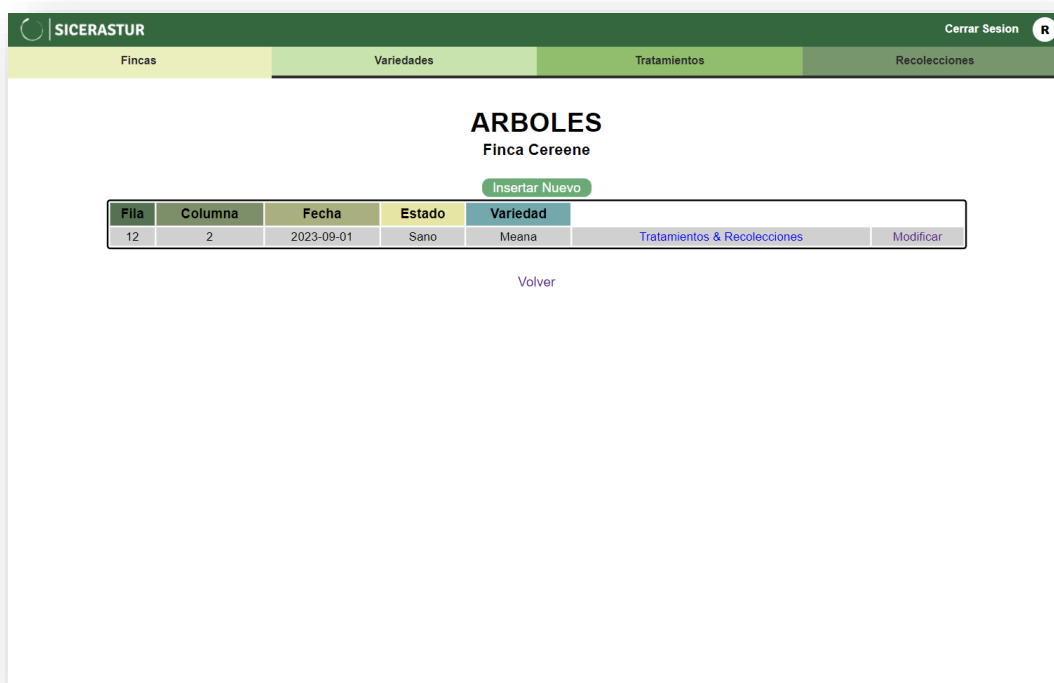 SICERASTUR Cerrar Sesion R
Fincas Variedades Tratamientos Recolecciones
ARBOLES
Finca Cereene
Insertar Nuevo
Fila Columna Fecha Estado Variedad
12 2 2023-09-01 Sano Meana Tratamientos & Recolecciones Modificar
Volver